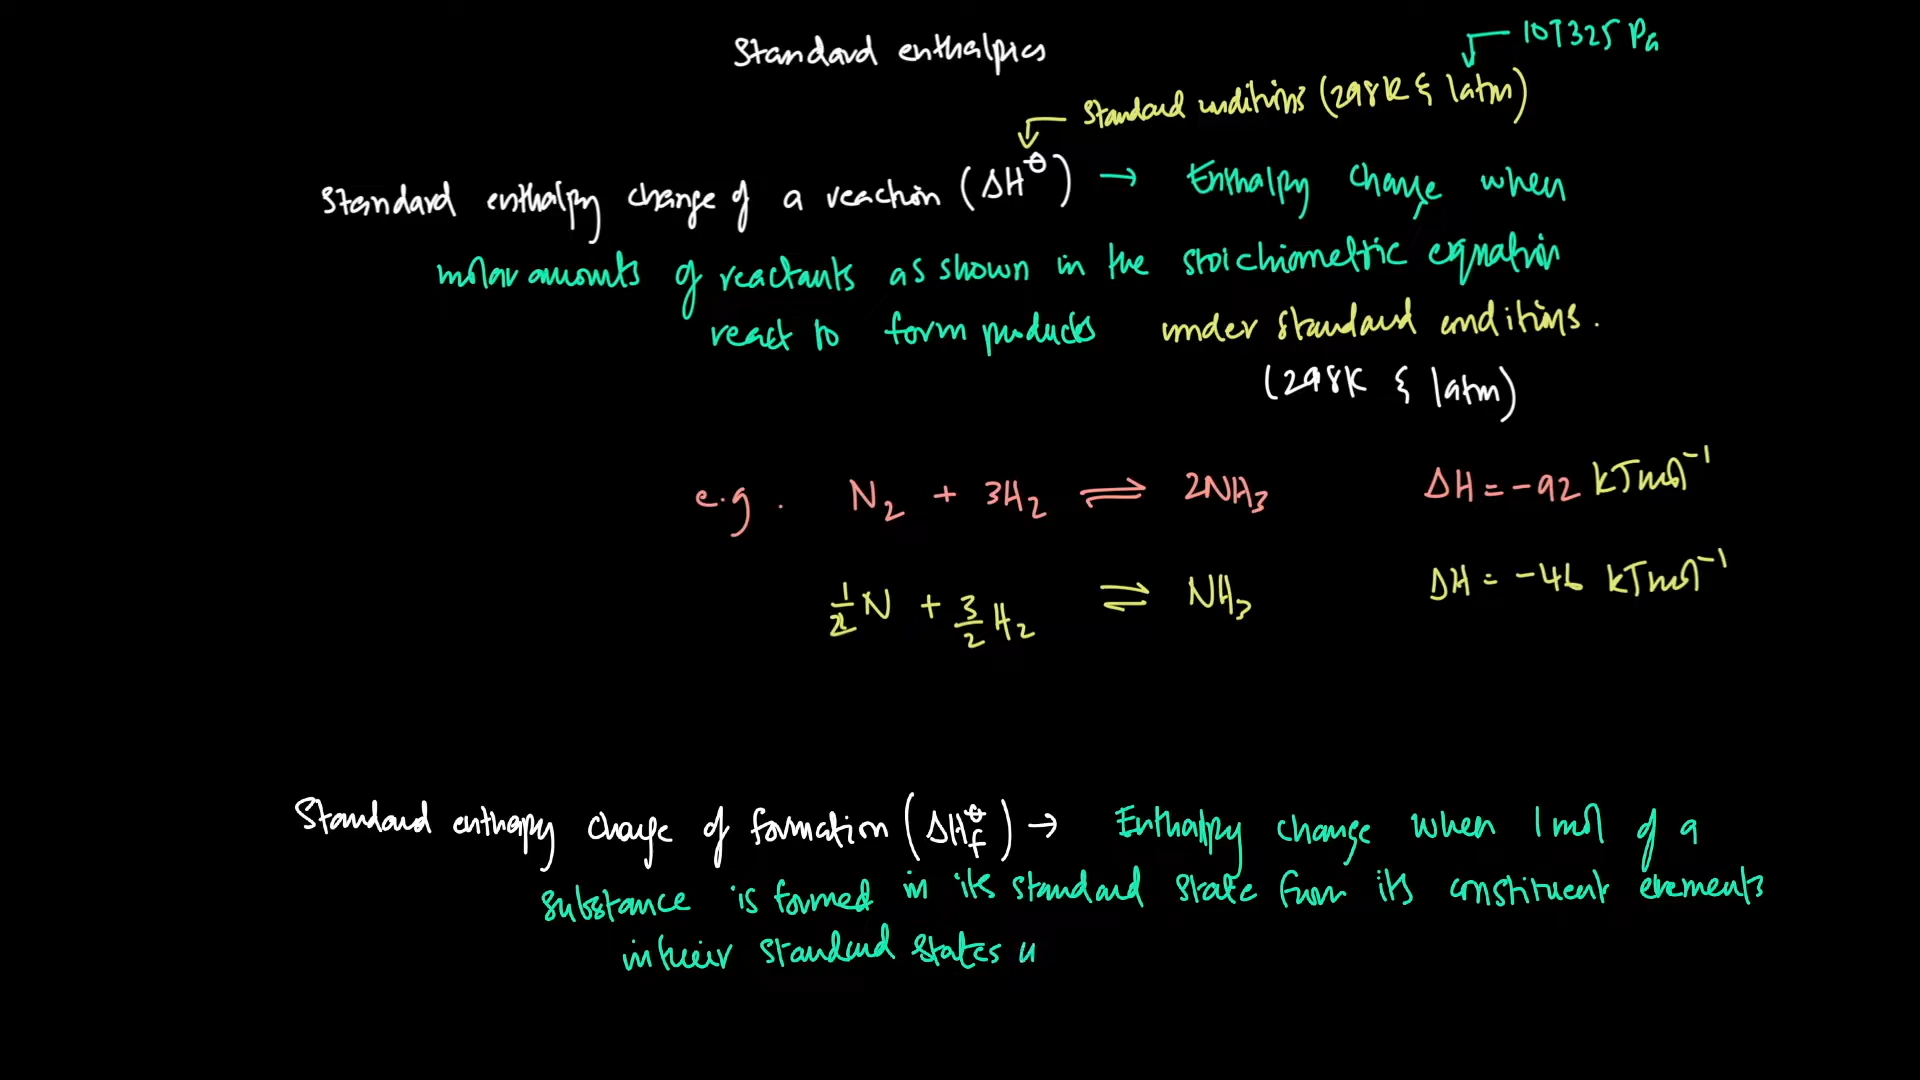 Standard enthalpies
101325 Pa
Standard conditions (298K & 1atm)
Standard enthalpy change of a reaction (ΔH⦵) → Enthalpy change when
molar amounts of reactants as shown in the stoichiometric equation
react to form products under standard conditions.
(298K & 1atm)
e.g. N₂ + 3H₂ ⇌ 2NH₃ ΔH = -92 kJmol⁻¹
½N + 3/2 H₂ ⇌ NH₃ ΔH = -46 kJmol⁻¹
Standard enthapy change of formation (ΔHf⦵) → Enthalpy change when 1mol of a
substance is formed in its standard state from its constituent elements
in their standard states u